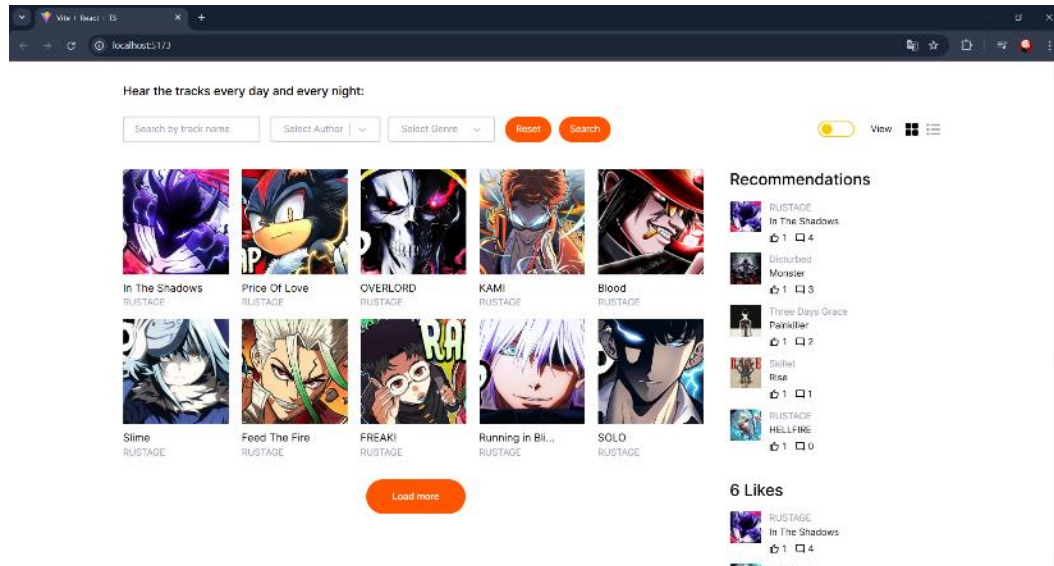 Vite + React + TS
localhost:5173
Hear the tracks every day and every night:
Search by track name
Select Author
Select Genre
Reset
Search
View
In The Shadows
RUSTAGE
Price Of Love
RUSTAGE
OVERLORD
RUSTAGE
KAMI
RUSTAGE
Blood
RUSTAGE
Slime
RUSTAGE
Feed The Fire
RUSTAGE
FREAK!
RUSTAGE
Running in Bli...
RUSTAGE
SOLO
RUSTAGE
Load more
Recommendations
RUSTAGE
In The Shadows
1 4
Disturbed
Monster
1 3
Three Days Grace
Painkiller
1 2
Skillet
Rise
1 1
RUSTAGE
HELLFIRE
1 0
6 Likes
RUSTAGE
In The Shadows
1 4